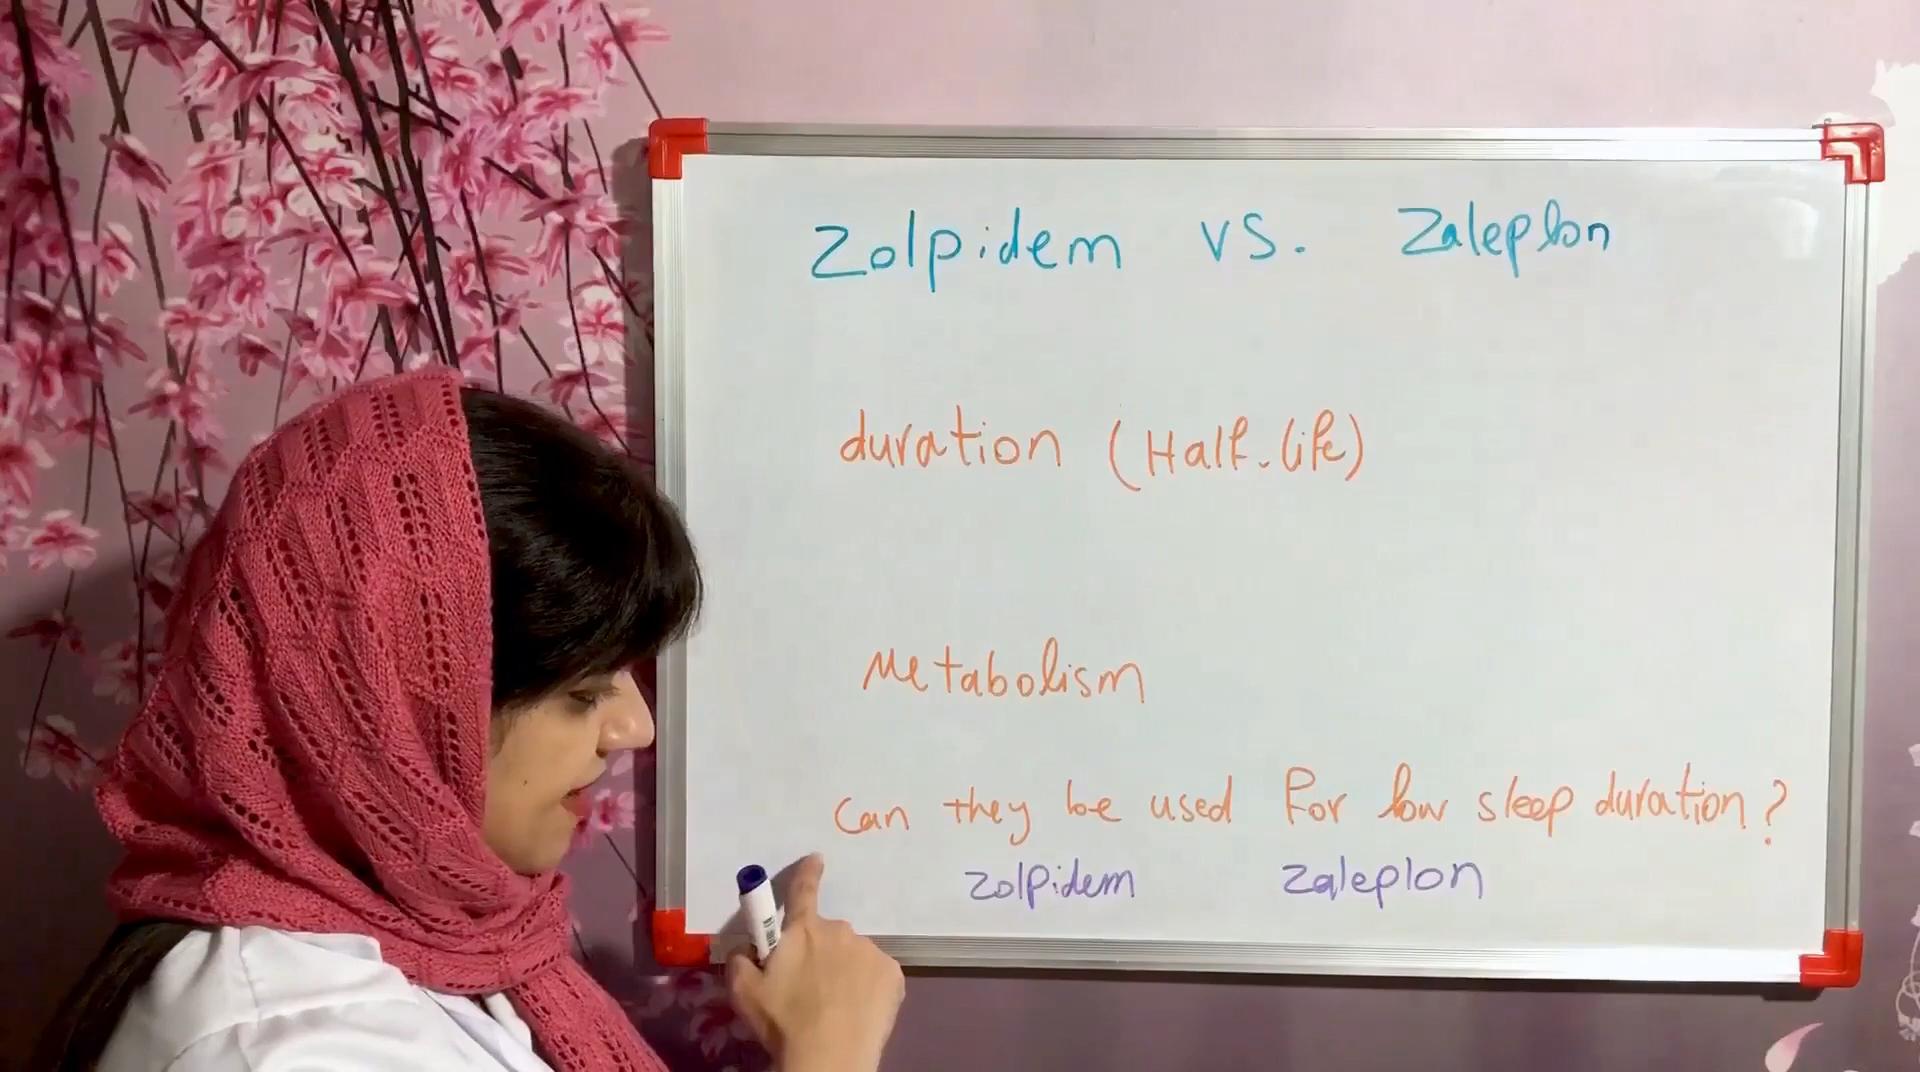 Zolpidem vs. Zaleplon
duration (Half-life)
Metabolism
Can they be used for low sleep duration?
Zolpidem Zaleplon